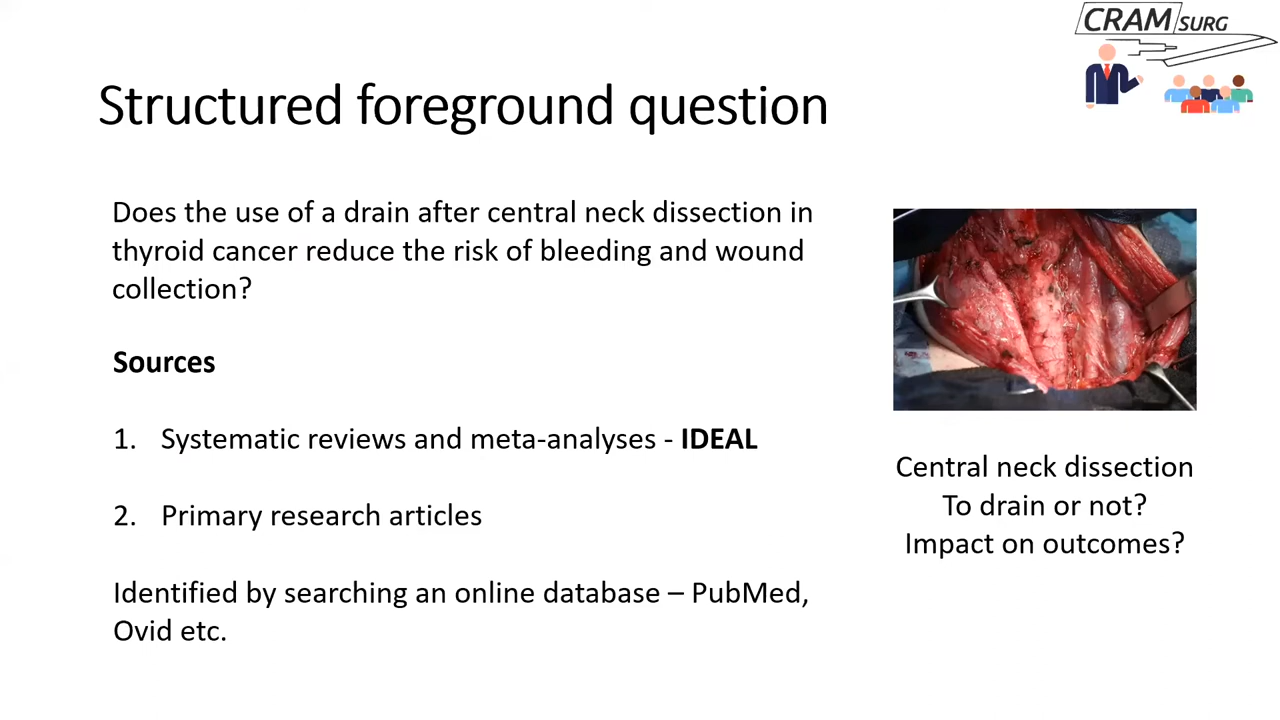 CRAM SURG
Structured foreground question
Does the use of a drain after central neck dissection in
thyroid cancer reduce the risk of bleeding and wound
collection?
Sources
1. Systematic reviews and meta-analyses - IDEAL
2. Primary research articles
Identified by searching an online database – PubMed,
Ovid etc.
Central neck dissection
To drain or not?
Impact on outcomes?